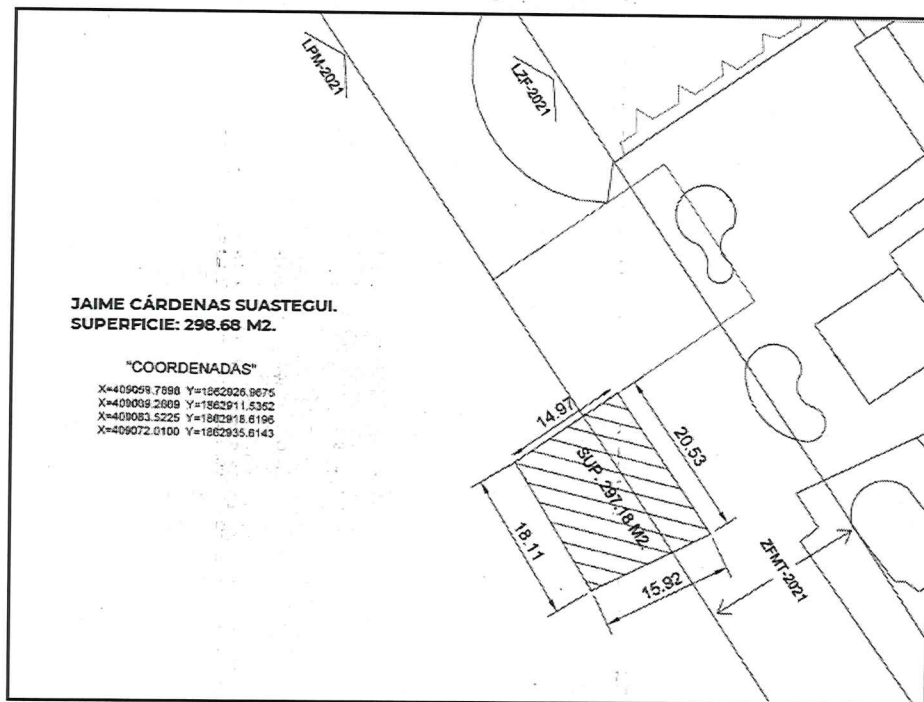 LPM-2021
LZF-2021
JAIME CÁRDENAS SUASTEGUI.
SUPERFICIE: 298.68 M2.
"COORDENADAS"
X=409059.7898 Y=1862926.9675
X=409069.2669 Y=1862911.5352
X=409083.5225 Y=1862918.6196
X=409072.0100 Y=1862935.6143
14.97
20.53
SUP. 297.18 M2.
18.11
15.92
ZFMT-2021